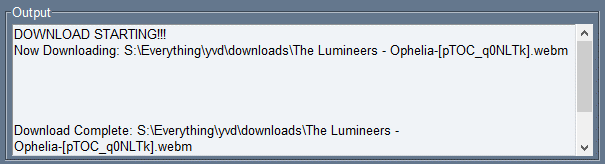 Output
DOWNLOAD STARTING!!!
Now Downloading: S:\Everything\yvd\downloads\The Lumineers - Ophelia-[pTOC_q0NLTk].webm
Download Complete: S:\Everything\yvd\downloads\The Lumineers -
Ophelia-[pTOC_q0NLTk].webm